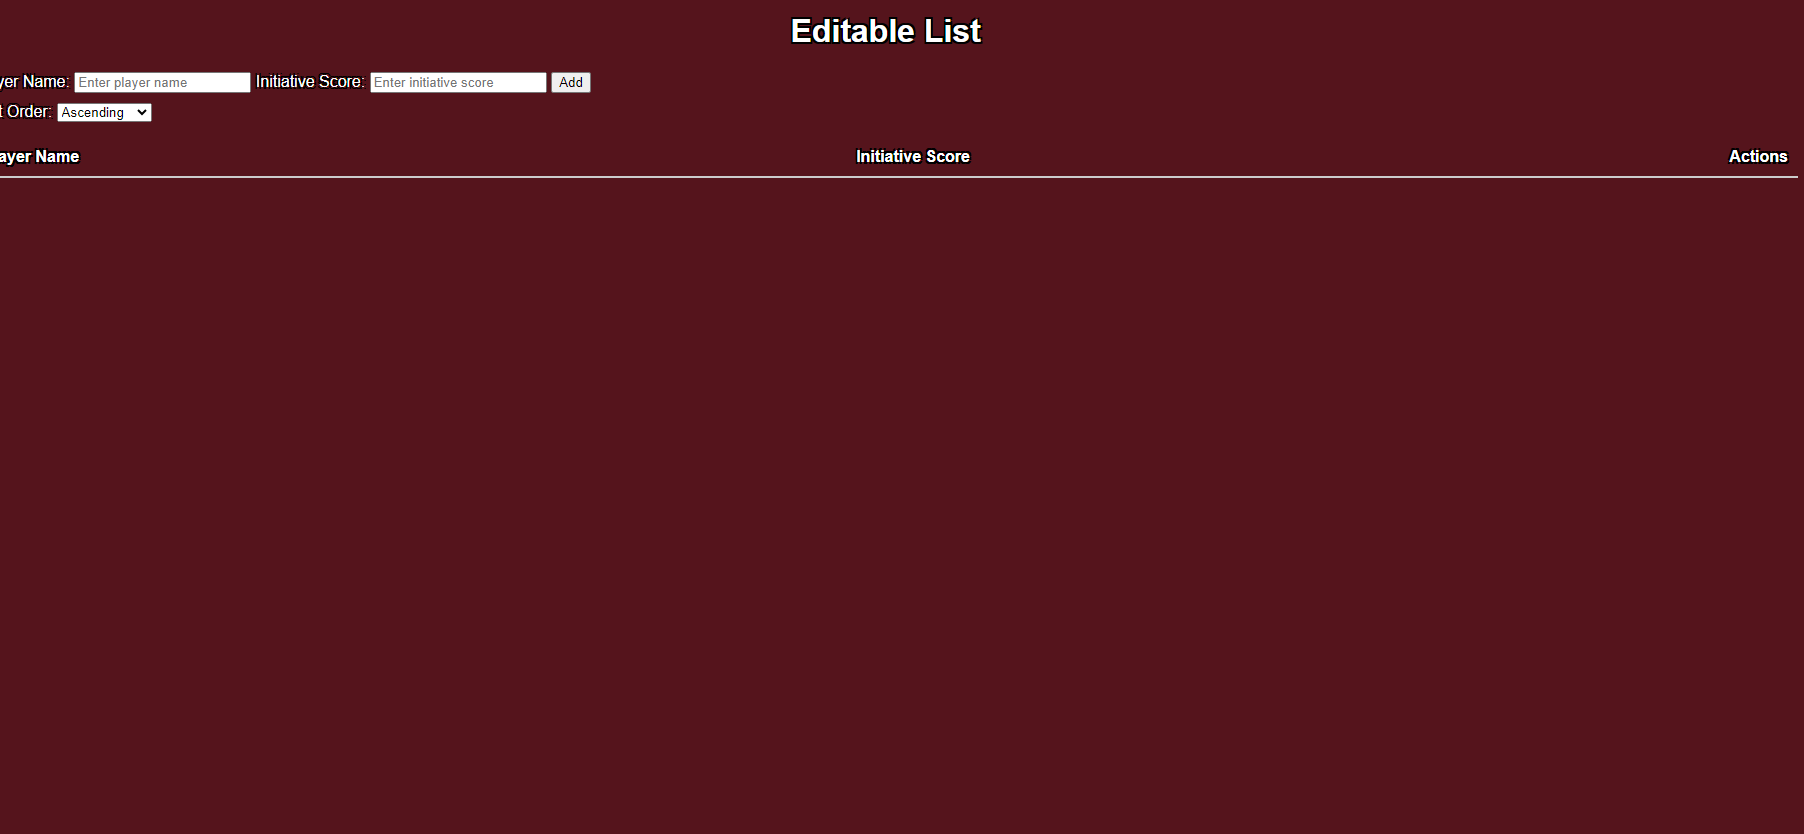 Editable List
yer Name: Enter player name Initiative Score: Enter initiative score Add
t Order: Ascending
ayer Name Initiative Score Actions